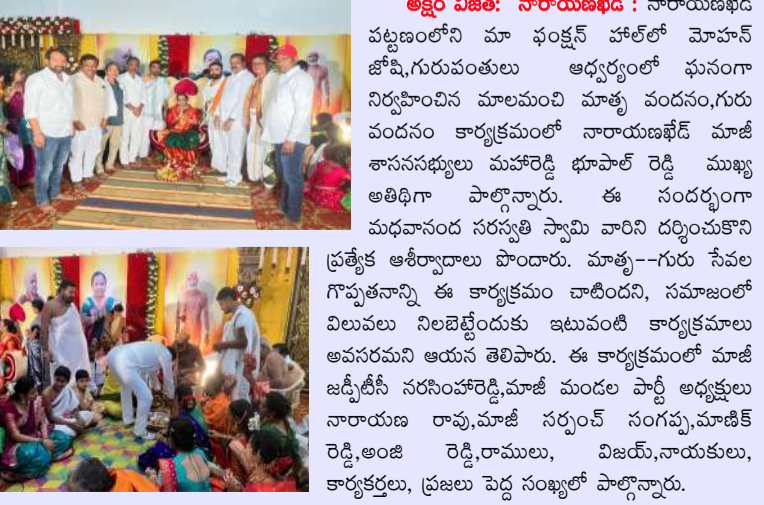 అక్షర విజేత: నారాయణఖేడ్ : నారాయణఖేడ్
పట్టణంలోని మా ఫంక్షన్ హాల్‌లో మోహన్
జోషి,గురుపంతులు ఆధ్వర్యంలో ఘనంగా
నిర్వహించిన మాలమంచి మాతృ వందనం,గురు
వందనం కార్యక్రమంలో నారాయణఖేడ్ మాజీ
శాసనసభ్యులు మహారెడ్డి భూపాల్ రెడ్డి ముఖ్య
అతిథిగా పాల్గొన్నారు. ఈ సందర్భంగా
మధవానంద సరస్వతి స్వామి వారిని దర్శించుకొని
ప్రత్యేక ఆశీర్వాదాలు పొందారు. మాతృ--గురు సేవల
గొప్పతనాన్ని ఈ కార్యక్రమం చాటిందని, సమాజంలో
విలువలు నిలబెట్టేందుకు ఇటువంటి కార్యక్రమాలు
అవసరమని ఆయన తెలిపారు. ఈ కార్యక్రమంలో మాజీ
జడ్పీటీసీ నరసింహారెడ్డి,మాజీ మండల పార్టీ అధ్యక్షులు
నారాయణ రావు,మాజీ సర్పంచ్ సంగప్ప,మాణిక్
రెడ్డి,అంజి రెడ్డి,రాములు, విజయ్,నాయకులు,
కార్యకర్తలు, ప్రజలు పెద్ద సంఖ్యలో పాల్గొన్నారు.